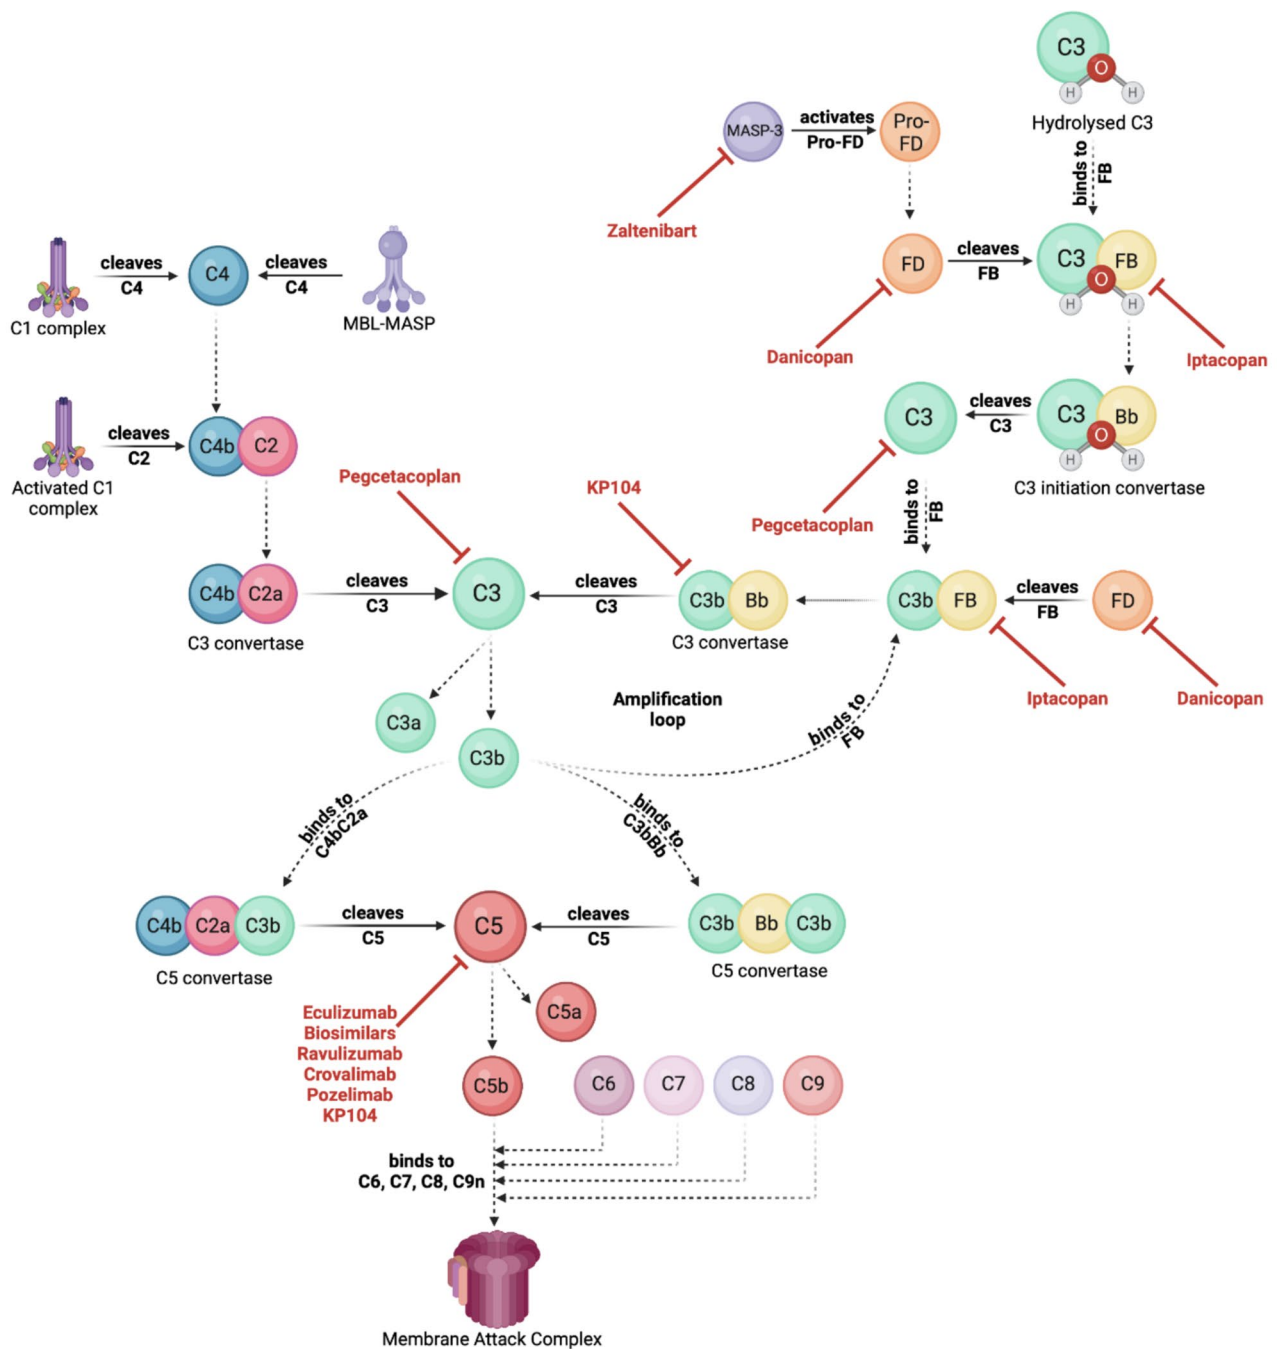 C3
O
H
H
Hydrolysed C3
MASP-3
activates
Pro-FD
Pro-
FD
binds to
FB
Zaltenibart
C1 complex
cleaves
C4
C4
cleaves
C4
MBL-MASP
FD
cleaves
FB
C3
FB
O
H
H
Danicopan
Iptacopan
Activated C1
complex
cleaves
C2
C4b
C2
C3
cleaves
C3
C3
Bb
O
H
H
C3 initiation convertase
Pegcetacoplan
KP104
Pegcetacoplan
binds to
FB
C4b
C2a
C3 convertase
cleaves
C3
C3
cleaves
C3
C3b
Bb
C3 convertase
C3b
FB
cleaves
FB
FD
Iptacopan
Danicopan
C3a
C3b
Amplification
loop
binds to
FB
binds to
C4bC2a
binds to
C3bBb
C4b
C2a
C3b
C5 convertase
cleaves
C5
C5
cleaves
C5
C3b
Bb
C3b
C5 convertase
Eculizumab
Biosimilars
Ravulizumab
Crovalimab
Pozelimab
KP104
C5a
C5b
C6
C7
C8
C9
binds to
C6, C7, C8, C9n
Membrane Attack Complex